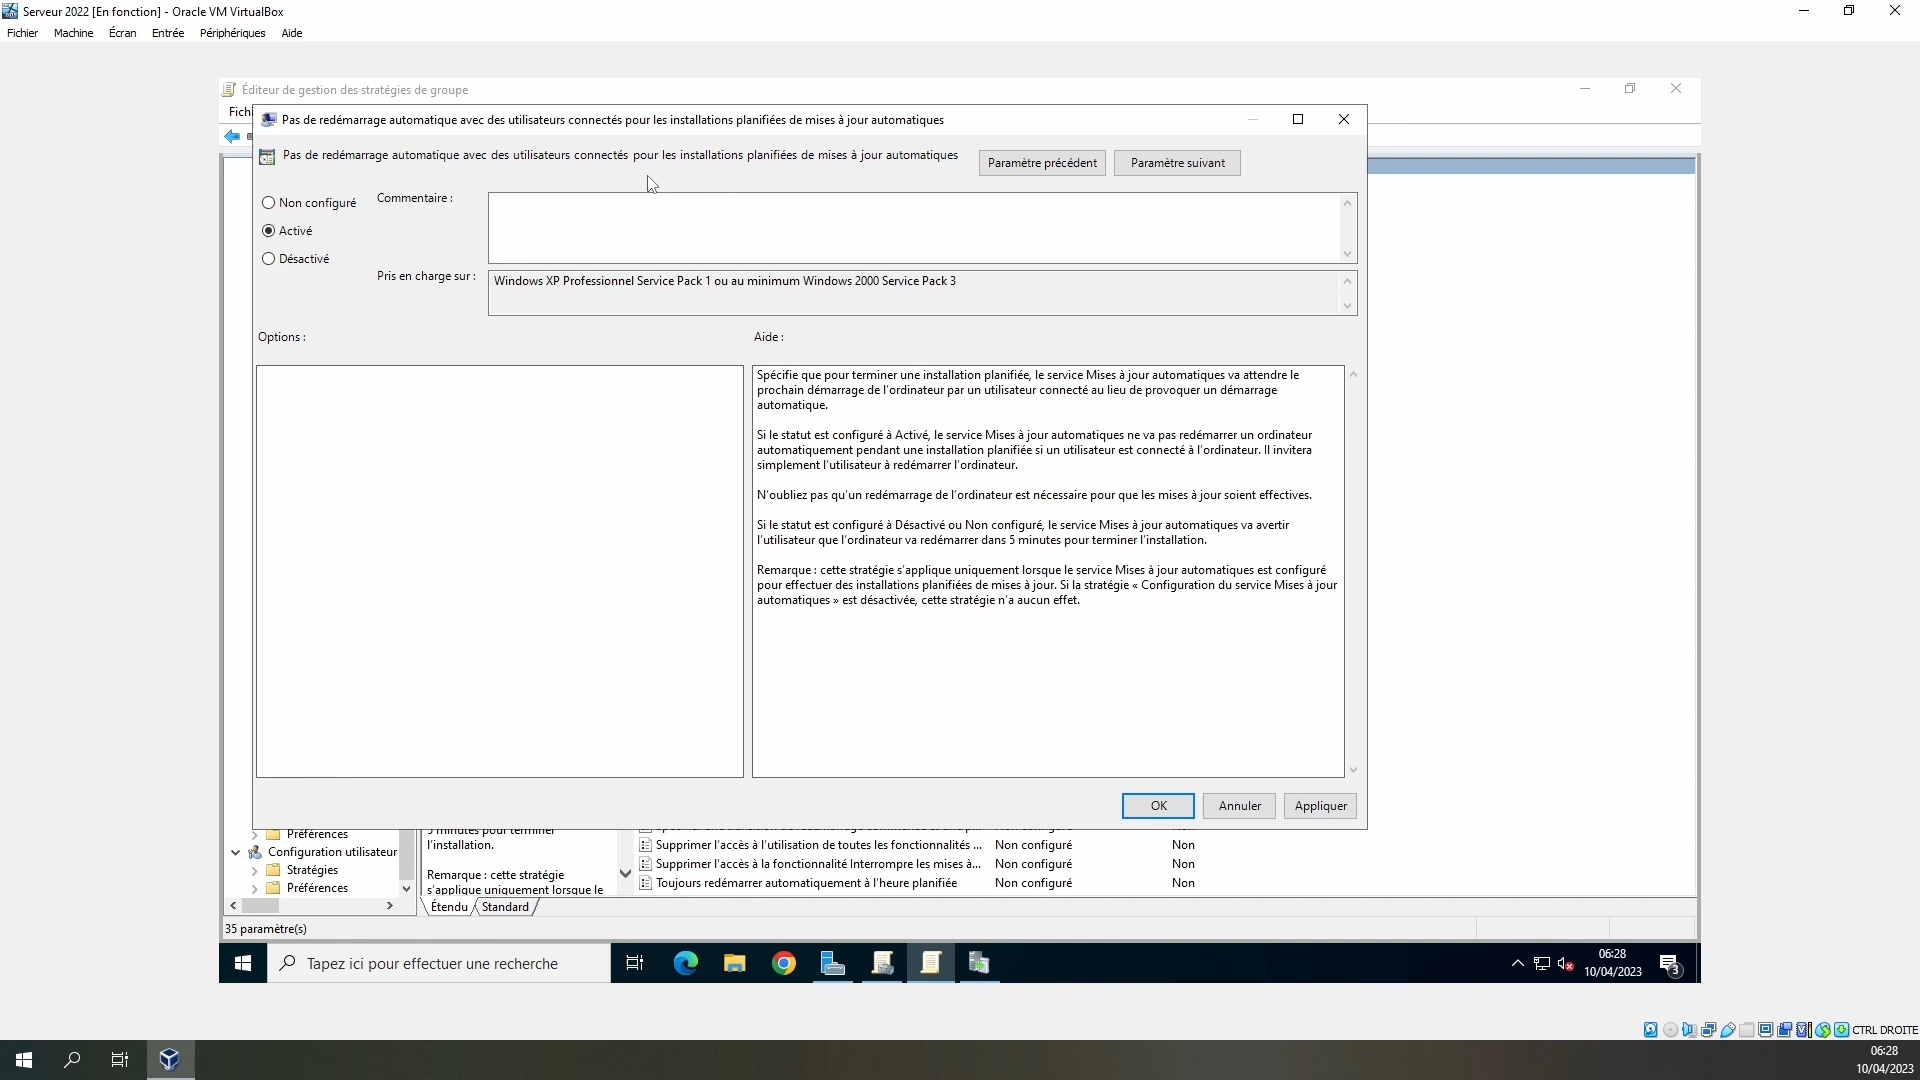 Serveur 2022 [En fonction] - Oracle VM VirtualBox
Fichier Machine Écran Entrée Périphériques Aide
Éditeur de gestion des stratégies de groupe
Fichi
Pas de redémarrage automatique avec des utilisateurs connectés pour les installations planifiées de mises à jour automatiques
Pas de redémarrage automatique avec des utilisateurs connectés pour les installations planifiées de mises à jour automatiques
Paramètre précédent Paramètre suivant
Non configuré
Commentaire :
Activé
Désactivé
Pris en charge sur :
Windows XP Professionnel Service Pack 1 ou au minimum Windows 2000 Service Pack 3
Options :
Aide :
Spécifie que pour terminer une installation planifiée, le service Mises à jour automatiques va attendre le
prochain démarrage de l'ordinateur par un utilisateur connecté au lieu de provoquer un démarrage
automatique.
Si le statut est configuré à Activé, le service Mises à jour automatiques ne va pas redémarrer un ordinateur
automatiquement pendant une installation planifiée si un utilisateur est connecté à l'ordinateur. Il invitera
simplement l'utilisateur à redémarrer l'ordinateur.
N'oubliez pas qu'un redémarrage de l'ordinateur est nécessaire pour que les mises à jour soient effectives.
Si le statut est configuré à Désactivé ou Non configuré, le service Mises à jour automatiques va avertir
l'utilisateur que l'ordinateur va redémarrer dans 5 minutes pour terminer l'installation.
Remarque : cette stratégie s'applique uniquement lorsque le service Mises à jour automatiques est configuré
pour effectuer des installations planifiées de mises à jour. Si la stratégie « Configuration du service Mises à jour
automatiques » est désactivée, cette stratégie n'a aucun effet.
OK Annuler Appliquer
Préférences
Configuration utilisateur
Stratégies
Préférences
5 minutes pour terminer
l'installation.
Remarque : cette stratégie
s'applique uniquement lorsque le
Supprimer l'accès à l'utilisation de toutes les fonctionnalités ... Non configuré Non
Supprimer l'accès à la fonctionnalité Interrompre les mises à... Non configuré Non
Toujours redémarrer automatiquement à l'heure planifiée Non configuré Non
Étendu Standard
35 paramètre(s)
Tapez ici pour effectuer une recherche
06:28
10/04/2023
3
CTRL DROITE
06:28
10/04/2023